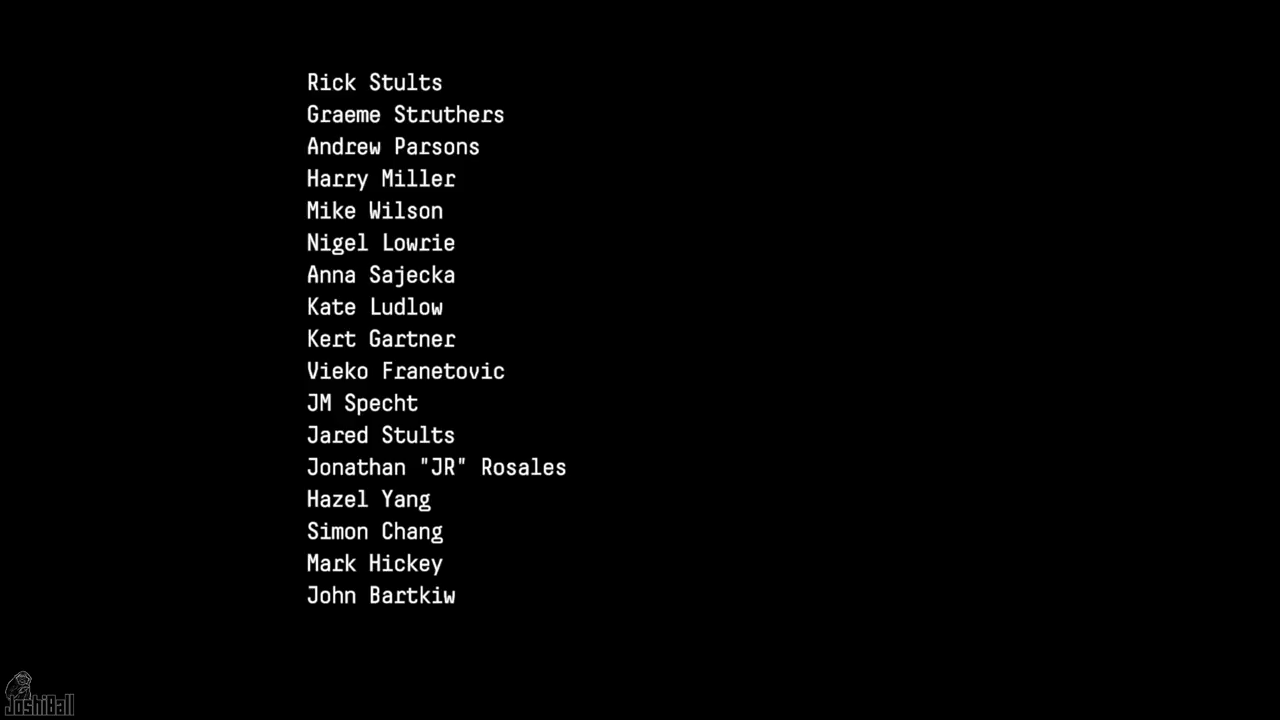 Rick Stults
Graeme Struthers
Andrew Parsons
Harry Miller
Mike Wilson
Nigel Lowrie
Anna Sajecka
Kate Ludlow
Kert Gartner
Vieko Franetovic
JM Specht
Jared Stults
Jonathan "JR" Rosales
Hazel Yang
Simon Chang
Mark Hickey
John Bartkiw
JoshiBall